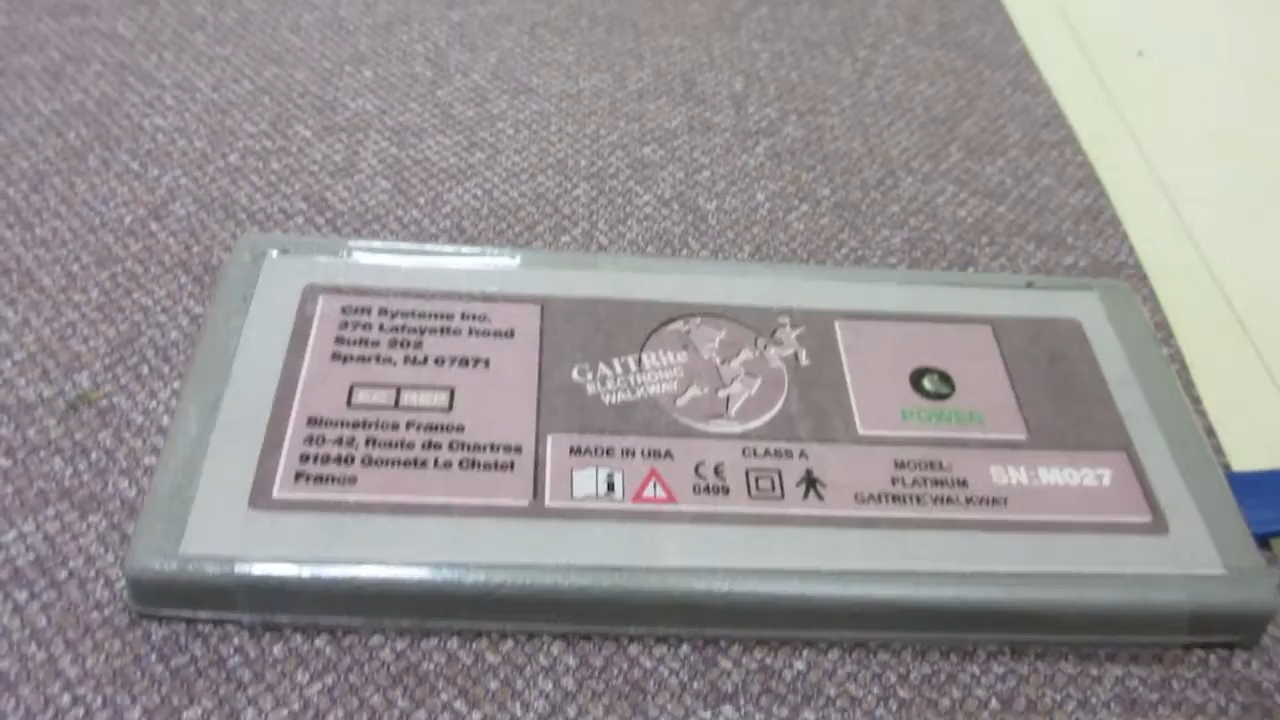 CIR Systems Inc.
376 Lafayette Road
Suite 202
Sparta, NJ 07871
EC REP
Biometrics France
40-42, Route de Chartres
91940 Gometz Le Chatel
France
GAITRite
ELECTRONIC
WALKWAY
POWER
MADE IN USA
CLASS A
i
CE
0499
MODEL:
PLATINUM
GAITRITE WALKWAY
SN:M027